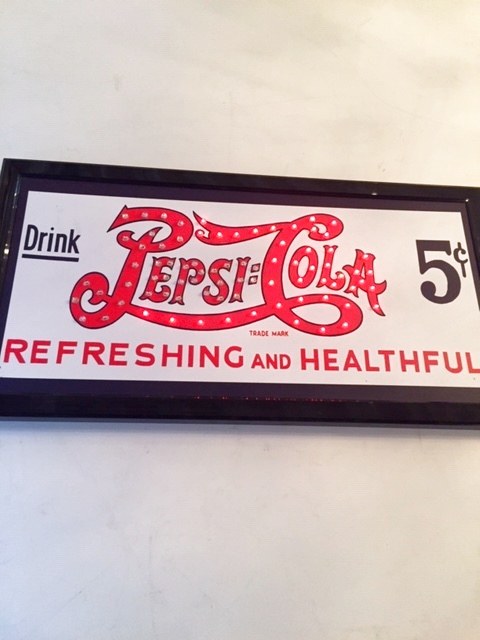 Drink
PEPSI:COLA
5¢
TRADE MARK
REFRESHING AND HEALTHFUL